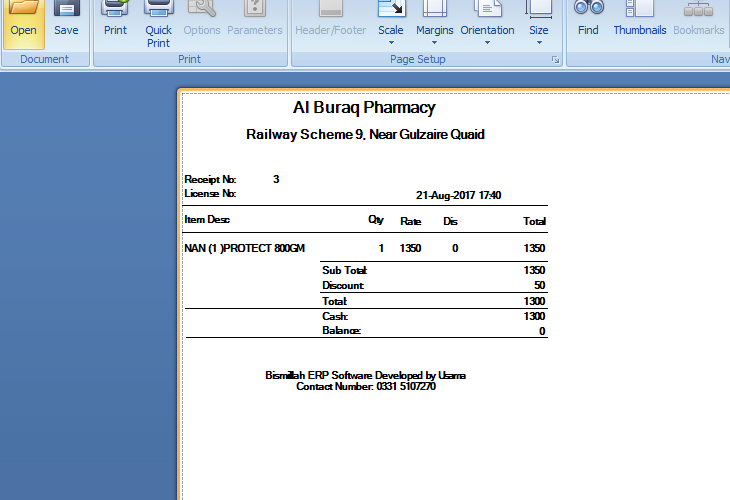 Open Save Print Quick Print Options Parameters Header/Footer Scale Margins Orientation Size Find Thumbnails Bookmarks
Document Print Page Setup Nav
Al Buraq Pharmacy
Railway Scheme 9, Near Gulzaire Quaid
Receipt No: 3
License No:
21-Aug-2017 17:40
Item Desc Qty Rate Dis Total
NAN (1 )PROTECT 800GM 1 1350 0 1350
Sub Total: 1350
Discount: 50
Total: 1300
Cash: 1300
Balance: 0
Bismillah ERP Software Developed by Usama
Contact Number: 0331 5107270